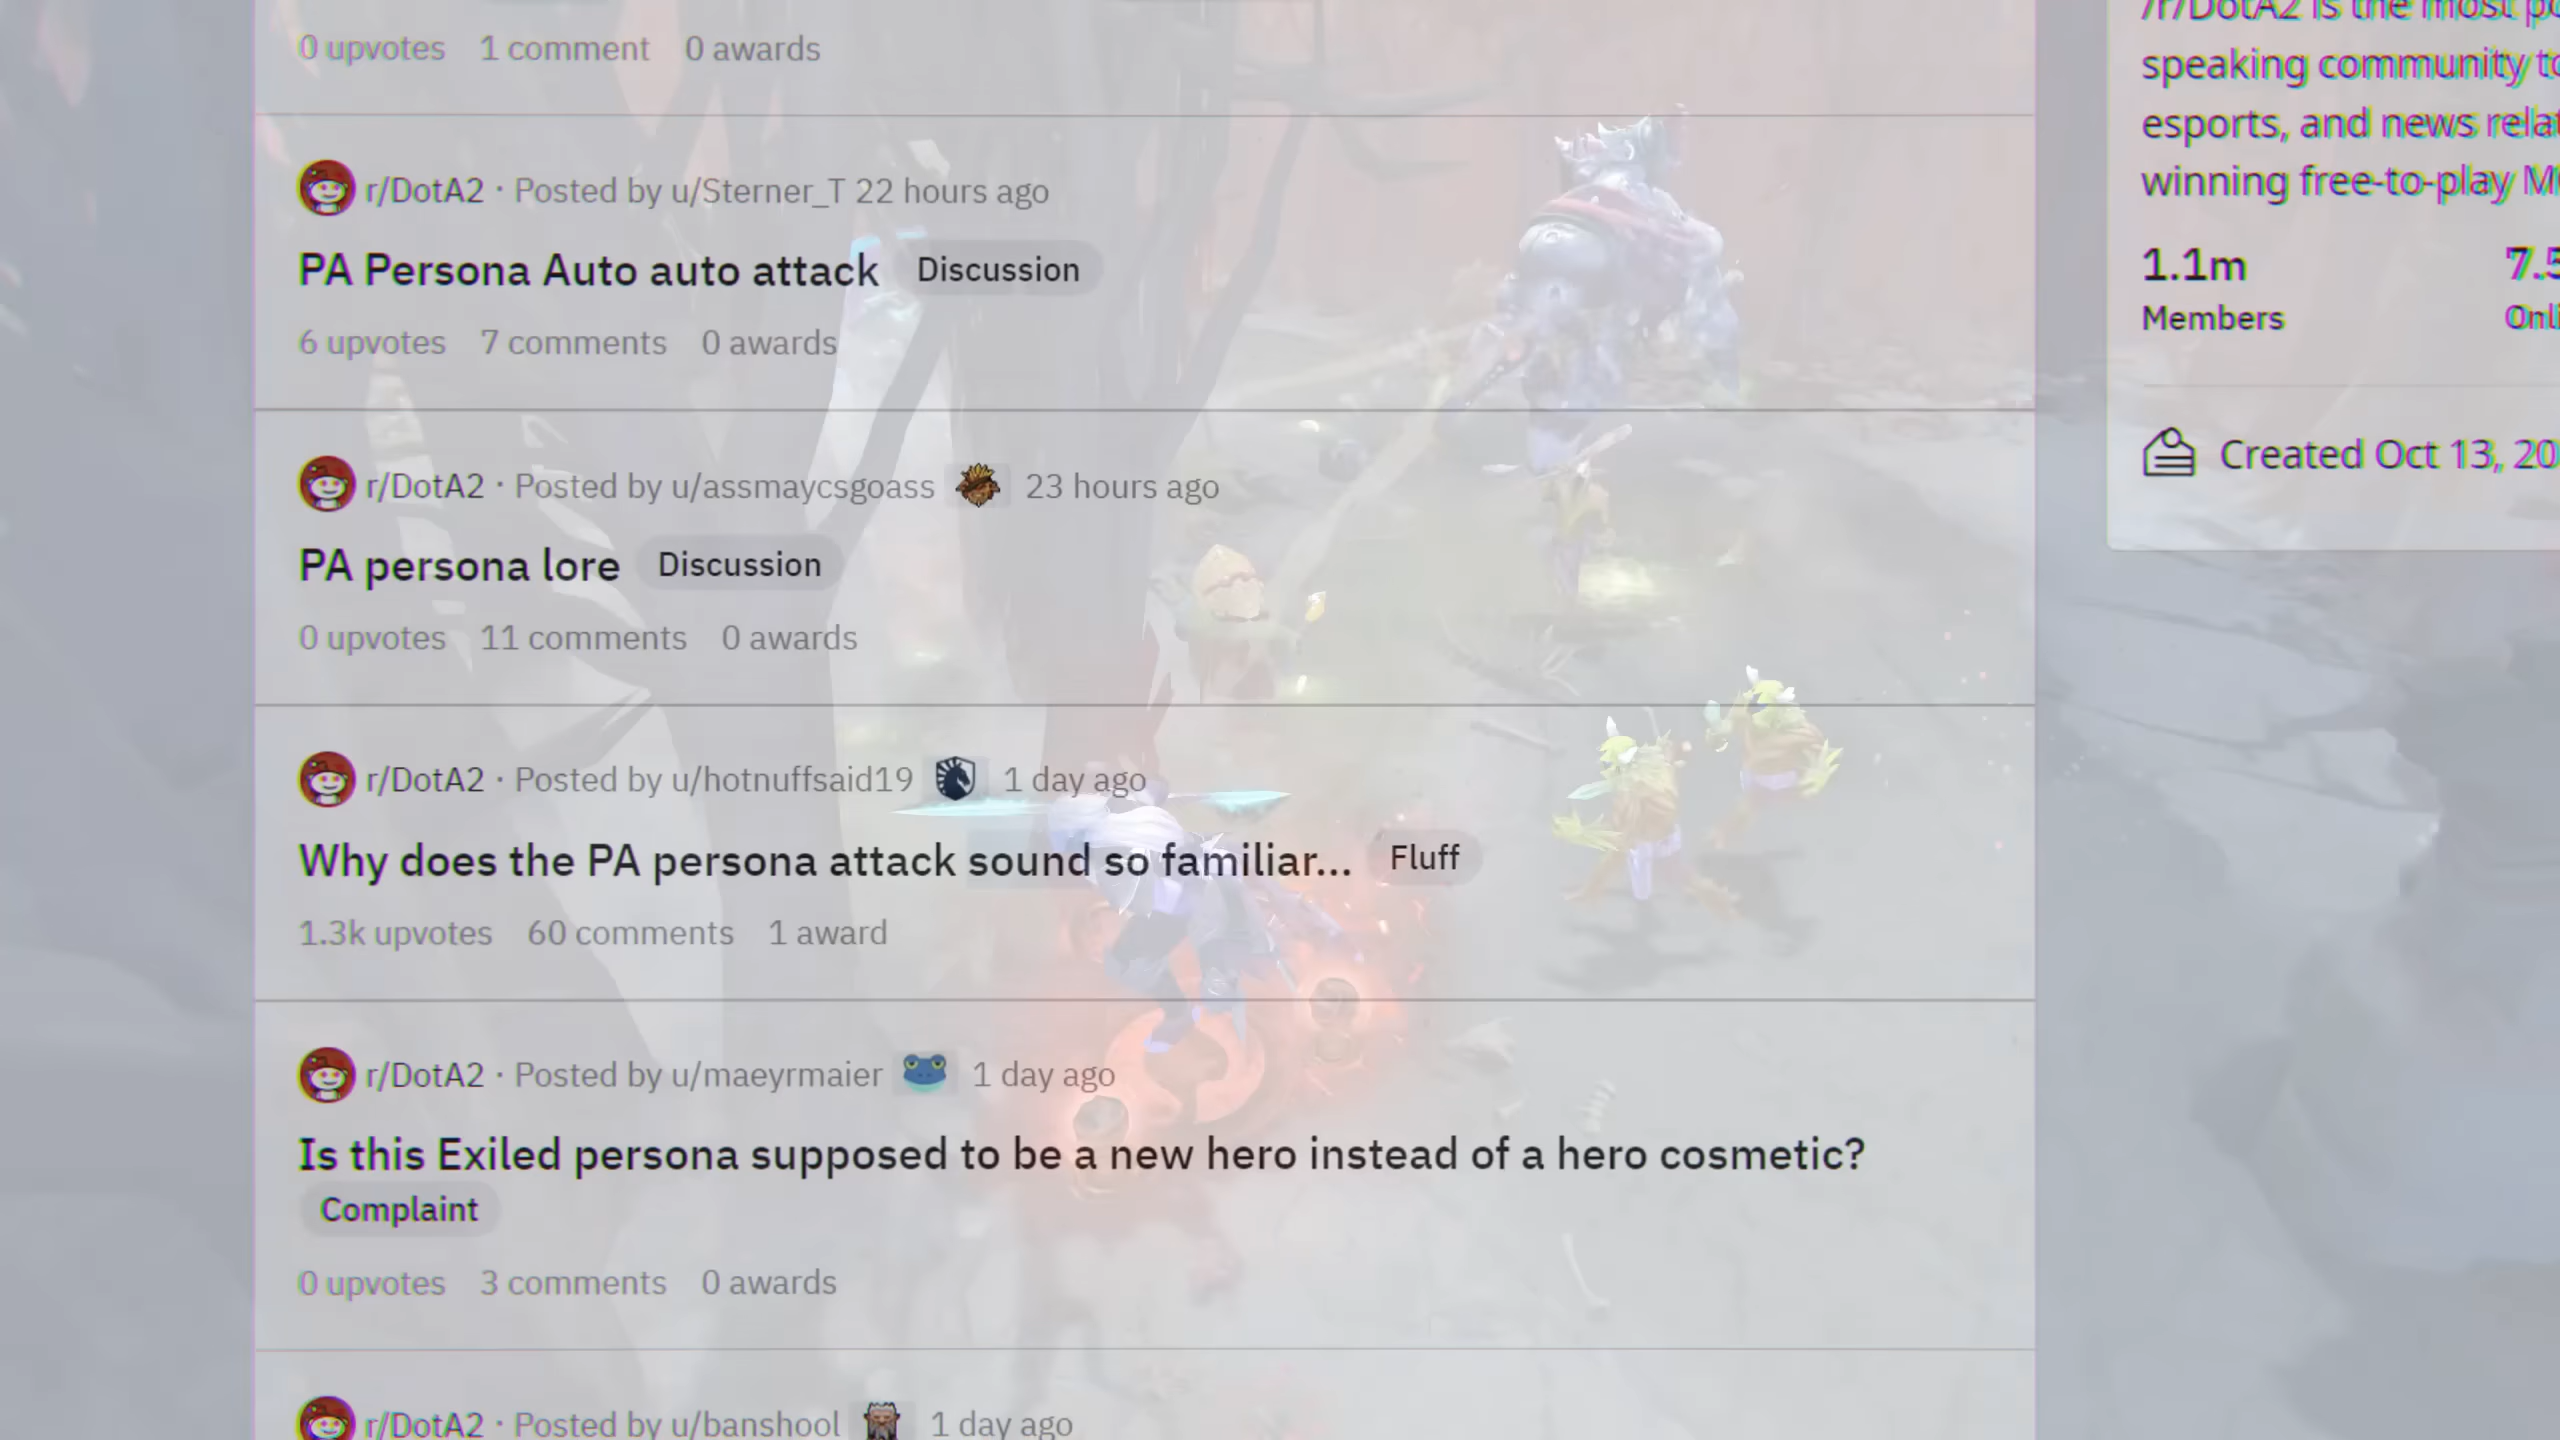 0 upvotes 1 comment 0 awards
r/DotA2 · Posted by u/Sterner_T 22 hours ago
PA Persona Auto auto attack Discussion
6 upvotes 7 comments 0 awards
r/DotA2 · Posted by u/assmaycsgoass 23 hours ago
PA persona lore Discussion
0 upvotes 11 comments 0 awards
r/DotA2 · Posted by u/hotnuffsaid19 1 day ago
Why does the PA persona attack sound so familiar... Fluff
1.3k upvotes 60 comments 1 award
r/DotA2 · Posted by u/maeyrmaier 1 day ago
Is this Exiled persona supposed to be a new hero instead of a hero cosmetic?
Complaint
0 upvotes 3 comments 0 awards
r/DotA2 · Posted by u/banshool 1 day ago
/r/DotA2 is the most
speaking community
esports, and news
winning free-to-play
1.1m
Members
Created Oct 13,